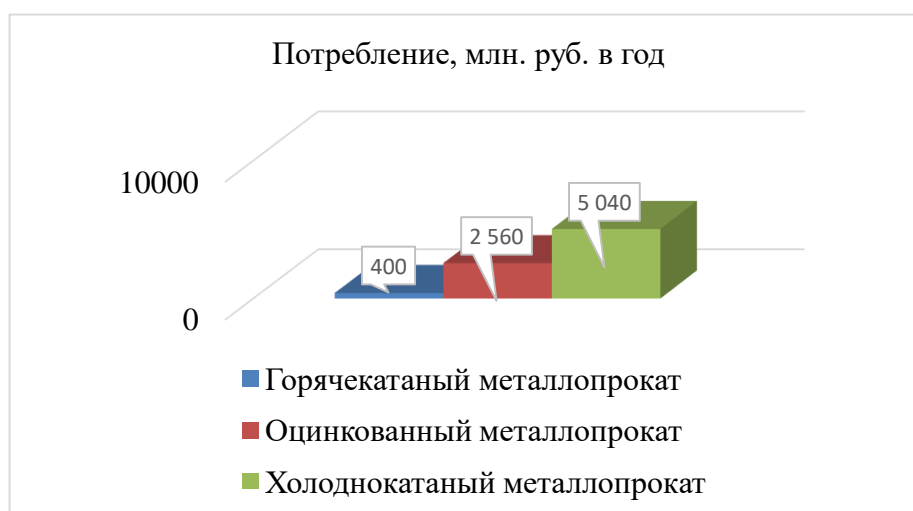 Потребление, млн. руб. в год
10000
5 040
2 560
400
0
Горячекатаный металлопрокат
Оцинкованный металлопрокат
Холоднокатаный металлопрокат